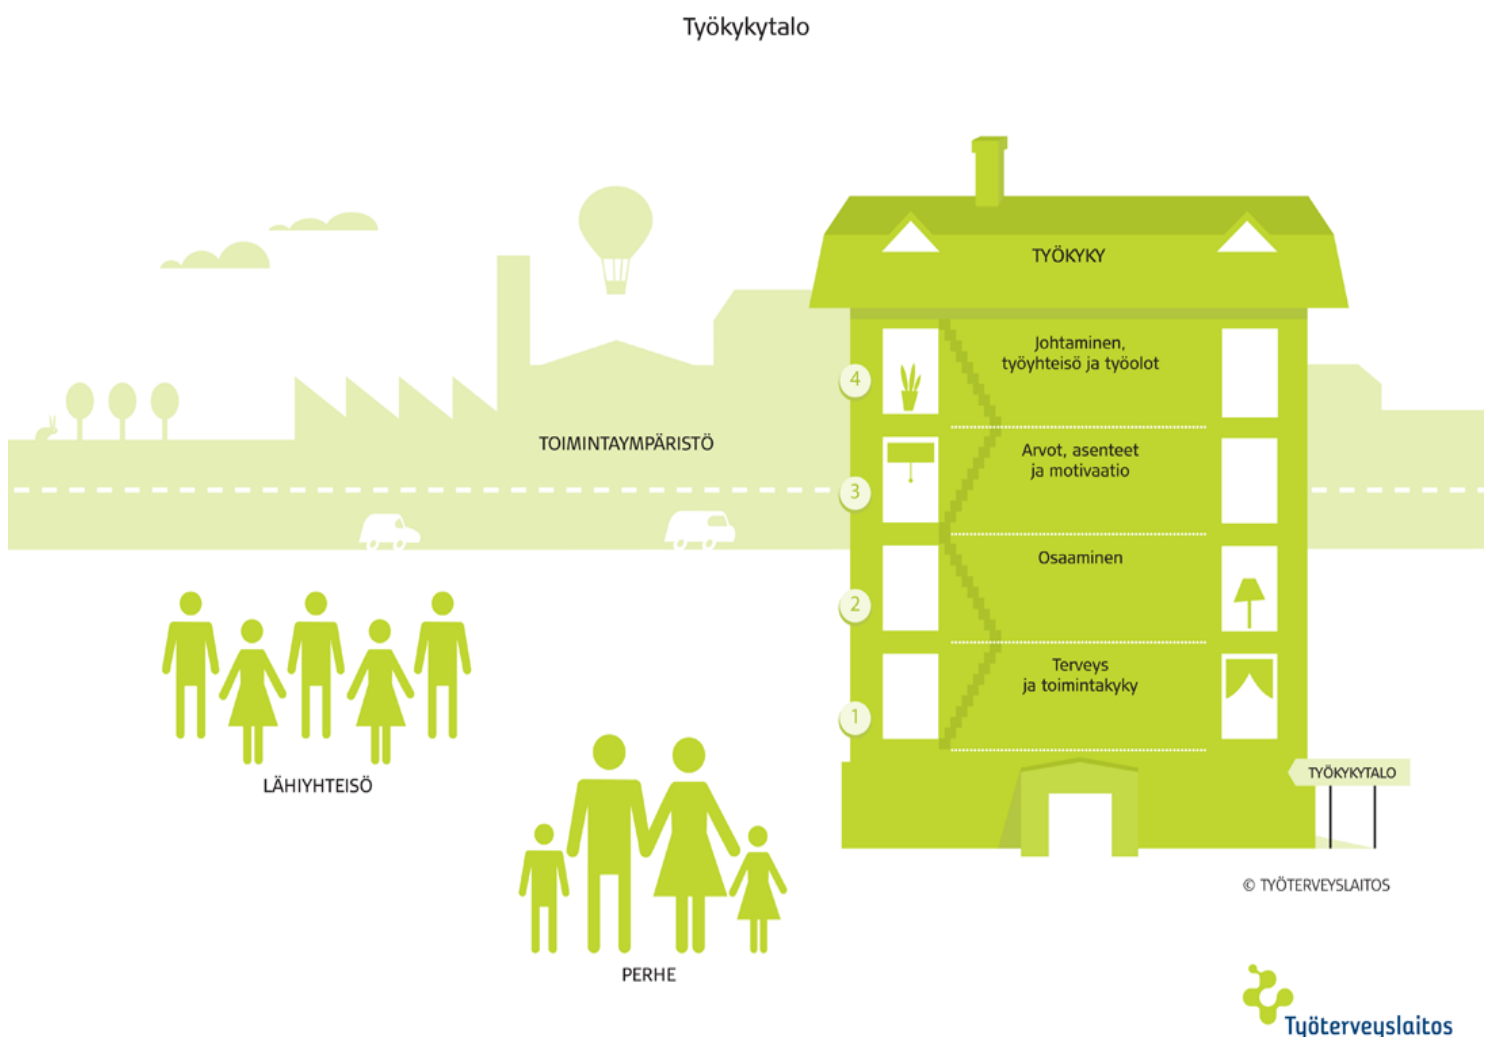 Työkykytalo
TYÖKYKY
4
Johtaminen,
työyhteisö ja työolot
TOIMINTAYMPÄRISTÖ
3
Arvot, asenteet
ja motivaatio
2
Osaaminen
1
Terveys
ja toimintakyky
LÄHIYHTEISÖ
TYÖKYKYTALO
© TYÖTERVEYSLAITOS
PERHE
Työterveyslaitos